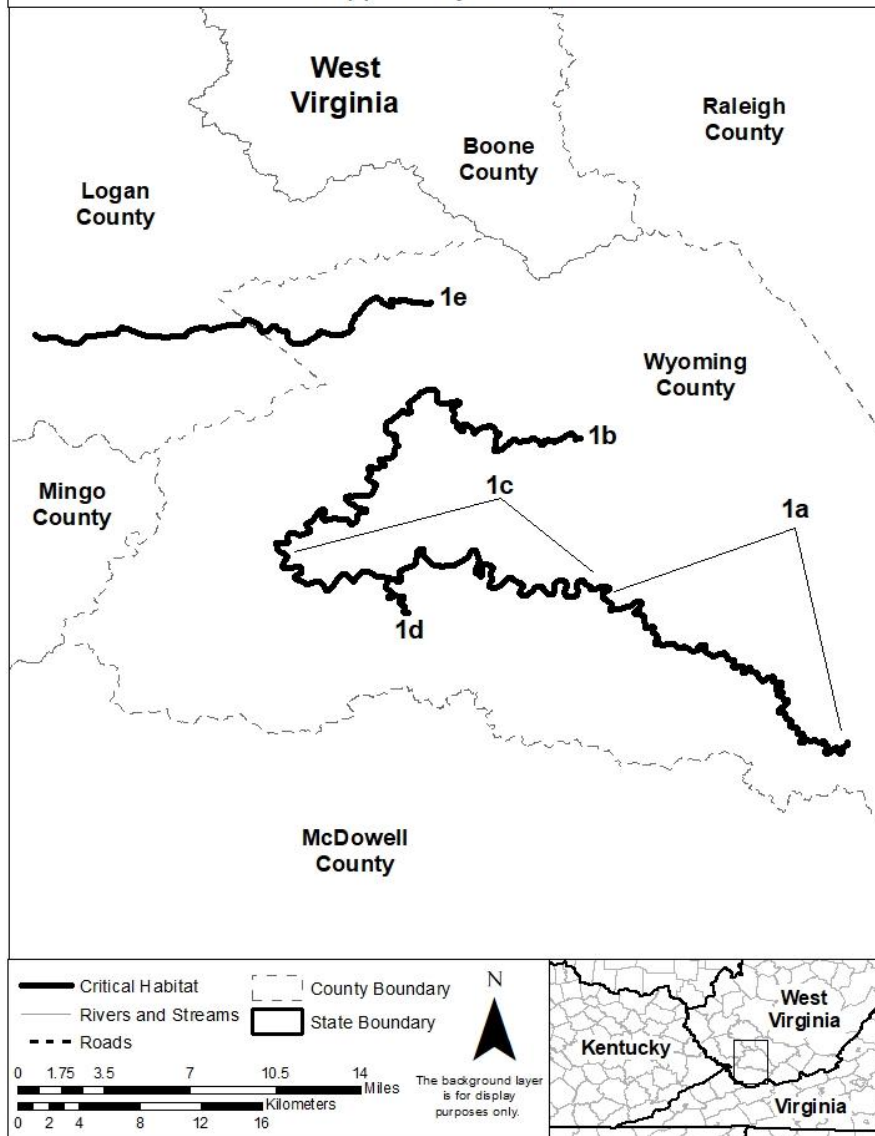 West
Virginia
Raleigh
County
Boone
County
Logan
County
1e
Wyoming
County
1b
Mingo
County
1c
1a
1d
McDowell
County
Critical Habitat
Rivers and Streams
Roads
County Boundary
State Boundary
N
The background layer
is for display
purposes only.
0 1.75 3.5 7 10.5 14
Miles
Kilometers
0 2 4 8 12 16
West
Virginia
Kentucky
Virginia